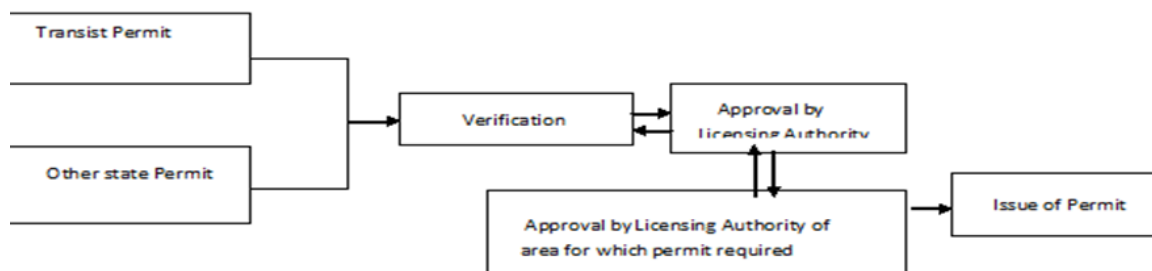 Transist Permit
Other state Permit
Verification
Approval by
Licensing Authority
Approval by Licensing Authority of
area for which permit required
Issue of Permit